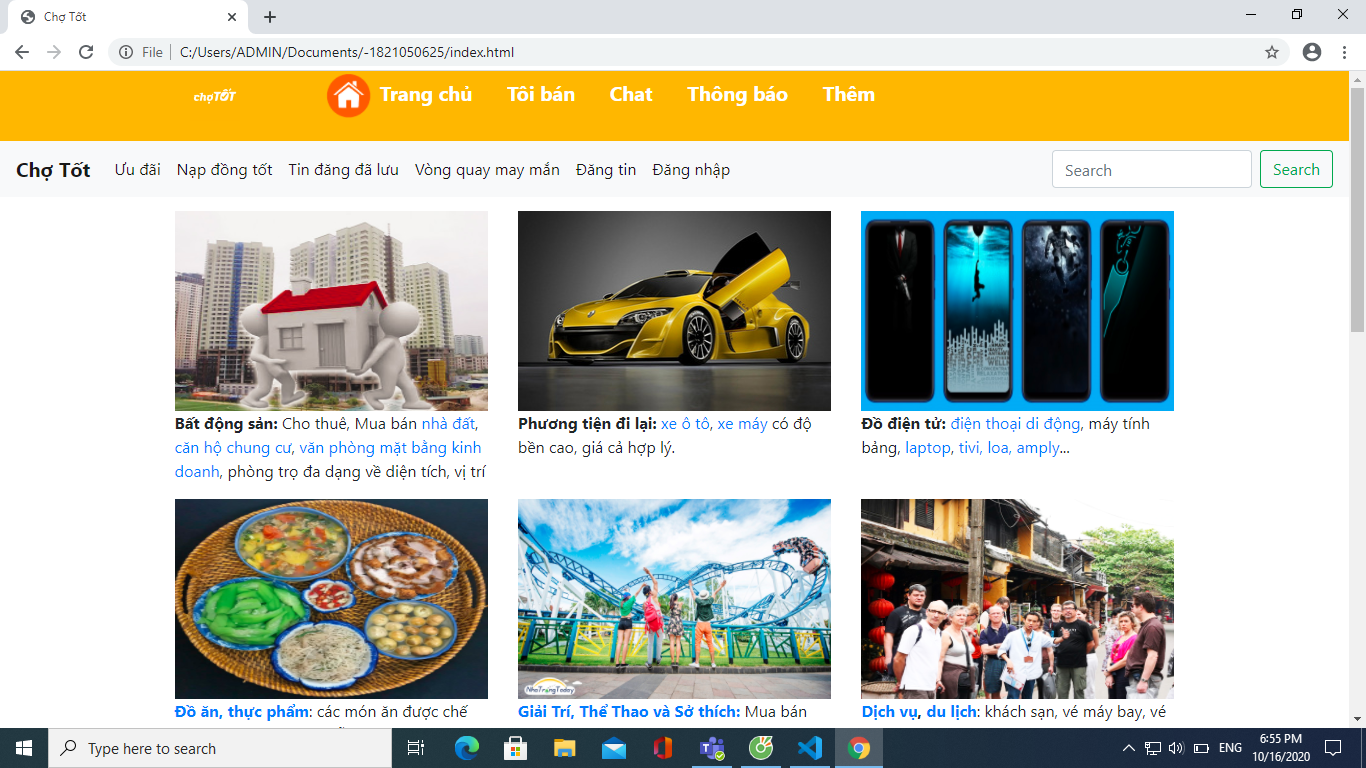 Chợ Tốt
File
C:/Users/ADMIN/Documents/-1821050625/index.html
chợTỐT
Trang chủ Tôi bán Chat Thông báo Thêm
Chợ Tốt Ưu đãi Nạp đồng tốt Tin đăng đã lưu Vòng quay may mắn Đăng tin Đăng nhập Search Search
Bất động sản: Cho thuê, Mua bán nhà đất,
căn hộ chung cư, văn phòng mặt bằng kinh
doanh, phòng trọ đa dạng về diện tích, vị trí
Phương tiện đi lại: xe ô tô, xe máy có độ
bền cao, giá cả hợp lý.
Đồ điện tử: điện thoại di động, máy tính
bảng, laptop, tivi, loa, amply...
NhaTrangToday
Đồ ăn, thực phẩm: các món ăn được chế
Giải Trí, Thể Thao và Sở thích: Mua bán
Dịch vụ, du lịch: khách sạn, vé máy bay, vé
Type here to search
ENG
6:55 PM
10/16/2020